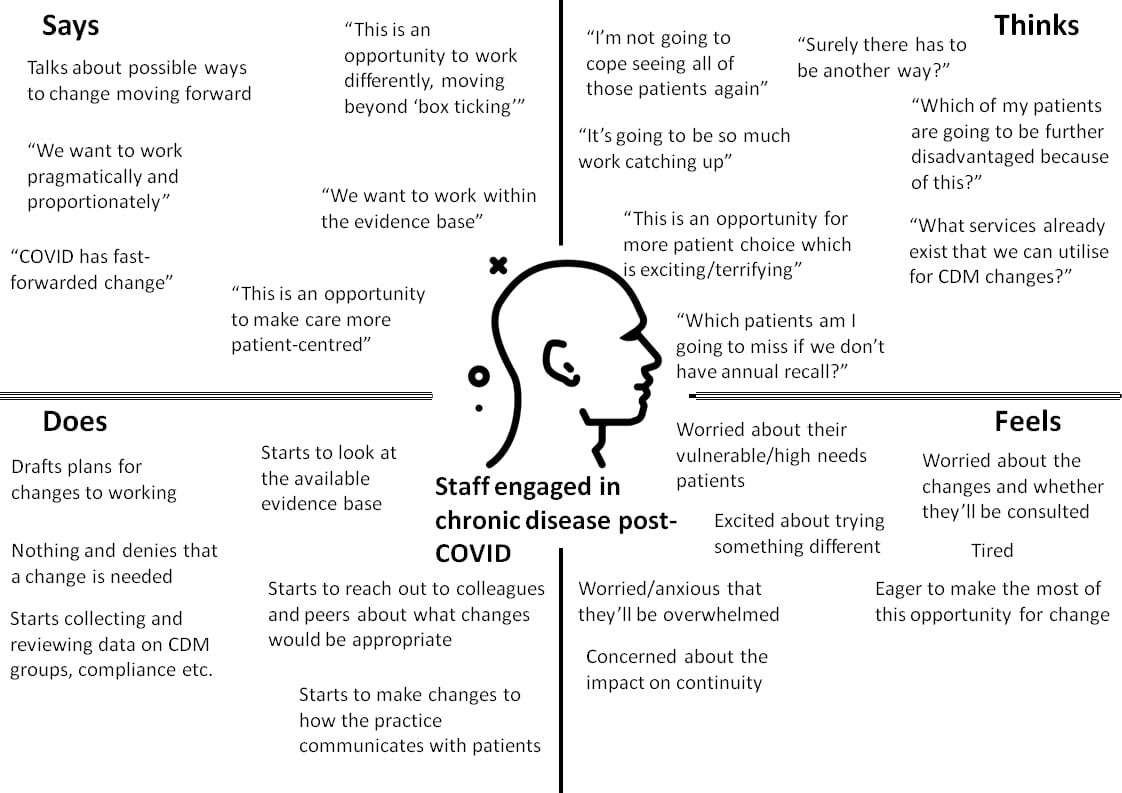 Says
Talks about possible ways
to change moving forward
“This is an
opportunity to work
differently, moving
beyond ‘box ticking’”
“We want to work
pragmatically and
proportionately”
“We want to work within
the evidence base”
“COVID has fast-
forwarded change”
“This is an opportunity
to make care more
patient-centred”
Thinks
“I’m not going to
cope seeing all of
those patients again”
“Surely there has to
be another way?”
“It’s going to be so much
work catching up”
“Which of my patients
are going to be further
disadvantaged because
of this?”
“This is an opportunity for
more patient choice which
is exciting/terrifying”
“What services already
exist that we can utilise
for CDM changes?”
“Which patients am I
going to miss if we don’t
have annual recall?”
Staff engaged in
chronic disease post-
COVID
Does
Drafts plans for
changes to working
Starts to look at
the available
evidence base
Nothing and denies that
a change is needed
Starts to reach out to colleagues
and peers about what changes
would be appropriate
Starts collecting and
reviewing data on CDM
groups, compliance etc.
Starts to make changes to
how the practice
communicates with patients
Feels
Worried about their
vulnerable/high needs
patients
Worried about the
changes and whether
they’ll be consulted
Excited about trying
something different
Tired
Worried/anxious that
they’ll be overwhelmed
Eager to make the most of
this opportunity for change
Concerned about the
impact on continuity